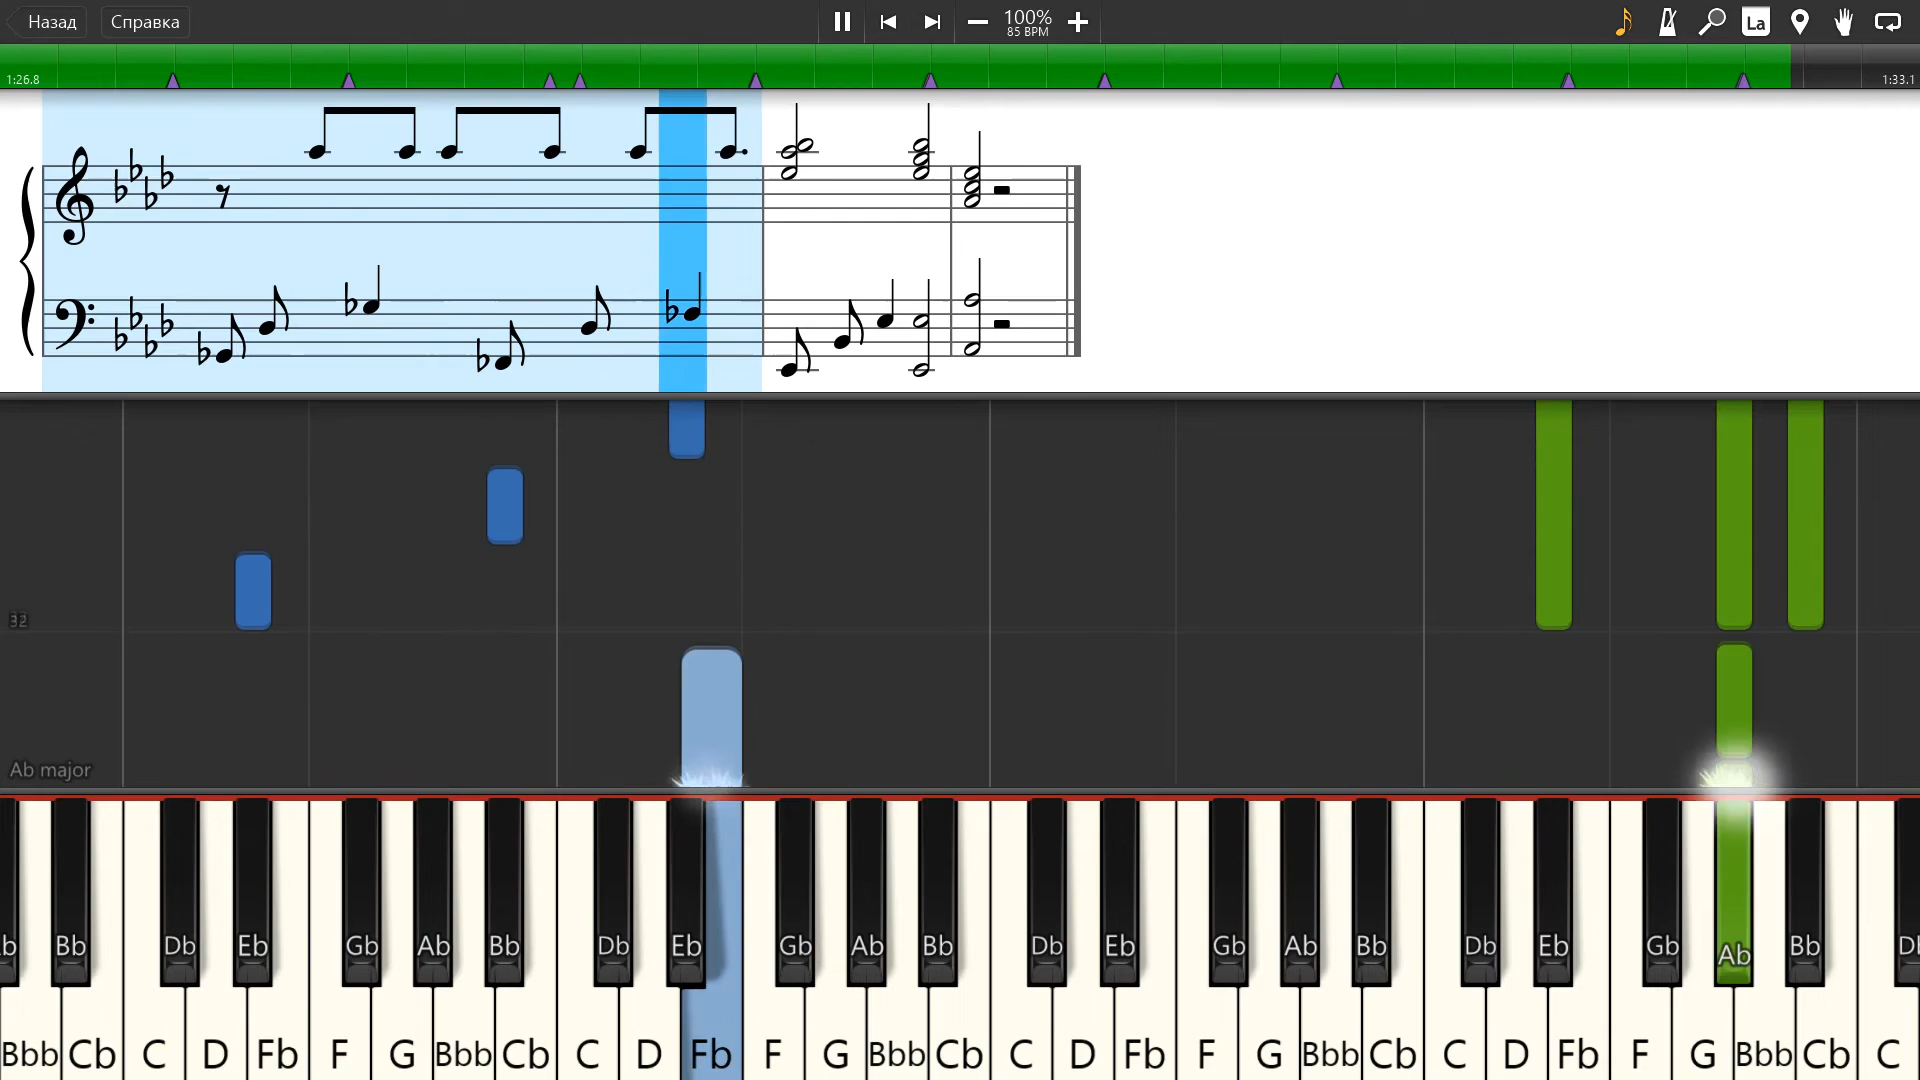 Назад Справка 100% La
85 BPM
1:26.8 1:33.1
32
Ab major
b Bb Db Eb Gb Ab Bb Db Eb Gb Ab Bb Db Eb Gb Ab Bb Db Eb Gb Ab Bb D
Bbb Cb C D Fb F G Bbb Cb C D Fb F G Bbb Cb C D Fb F G Bbb Cb C D Fb F G Bbb Cb C